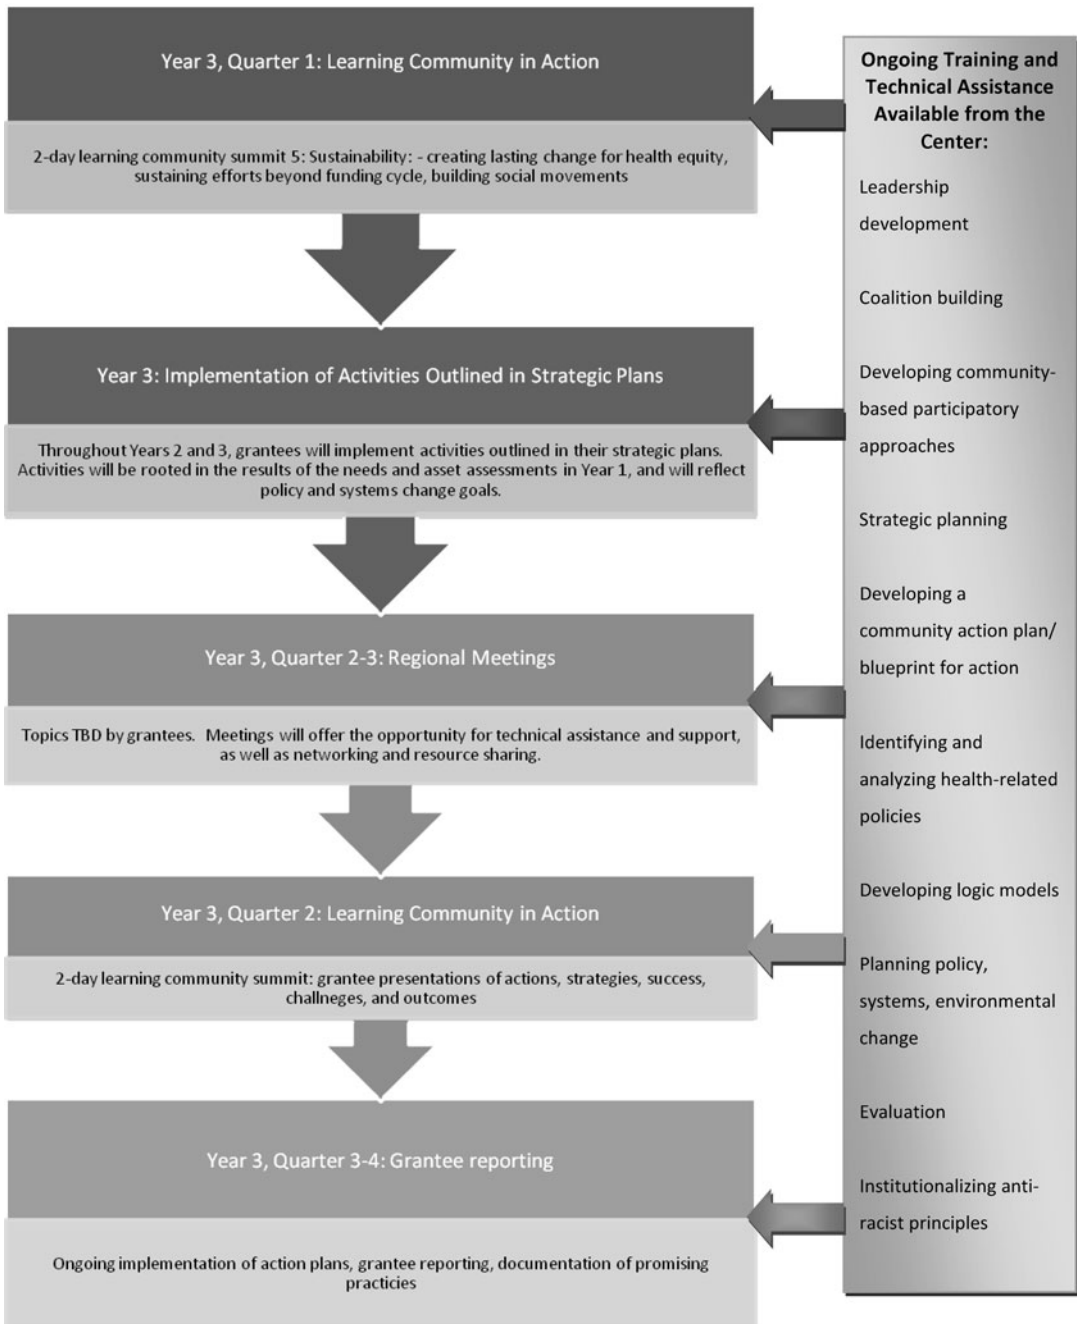 Year 3, Quarter 1: Learning Community in Action
2-day learning community summit 5: Sustainability: - creating lasting change for health equity,
sustaining efforts beyond funding cycle, building social movements
Year 3: Implementation of Activities Outlined in Strategic Plans
Throughout Years 2 and 3, grantees will implement activities outlined in their strategic plans.
Activities will be rooted in the results of the needs and asset assessments in Year 1, and will reflect
policy and systems change goals.
Year 3, Quarter 2-3: Regional Meetings
Topics TBD by grantees.  Meetings will offer the opportunity for technical assistance and support,
as well as networking and resource sharing.
Year 3, Quarter 2: Learning Community in Action
2-day learning community summit: grantee presentations of actions, strategies, success,
challneges, and outcomes
Year 3, Quarter 3-4: Grantee reporting
Ongoing implementation of action plans, grantee reporting, documentation of promising
practicies
Ongoing Training and
Technical Assistance
Available from the
Center:
Leadership
development
Coalition building
Developing community-
based participatory
approaches
Strategic planning
Developing a
community action plan/
blueprint for action
Identifying and
analyzing health-related
policies
Developing logic models
Planning policy,
systems, environmental
change
Evaluation
Institutionalizing anti-
racist principles